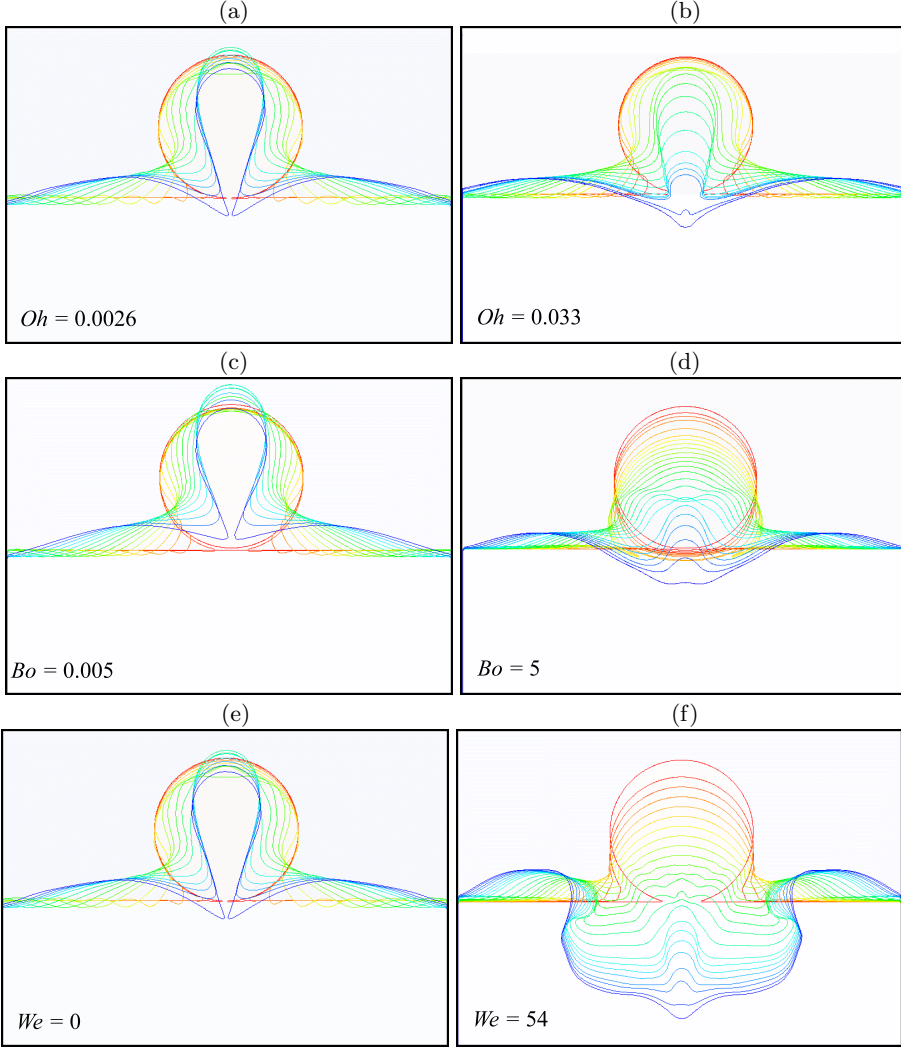 (a)
(b)
Oh = 0.0026
Oh = 0.033
(c)
(d)
Bo = 0.005
Bo = 5
(e)
(f)
We = 0
We = 54